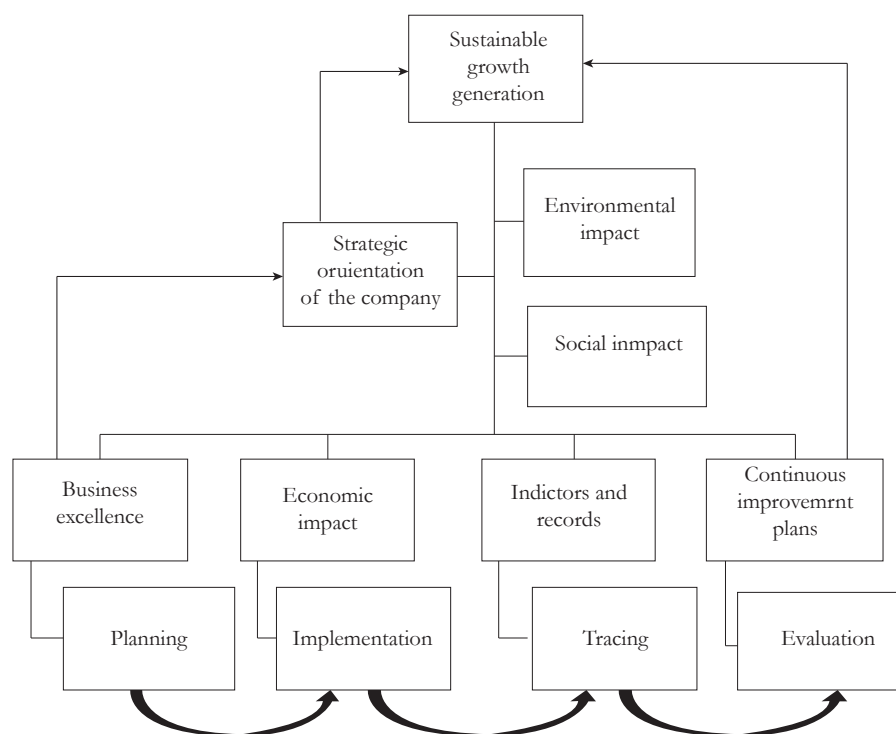 Sustainable
growth
generation
Environmental
impact
Strategic
oruientation
of the company
Social inmpact
Business
excellence
Economic
impact
Indictors and
records
Continuous
improvemrnt
plans
Planning
Implementation
Tracing
Evaluation